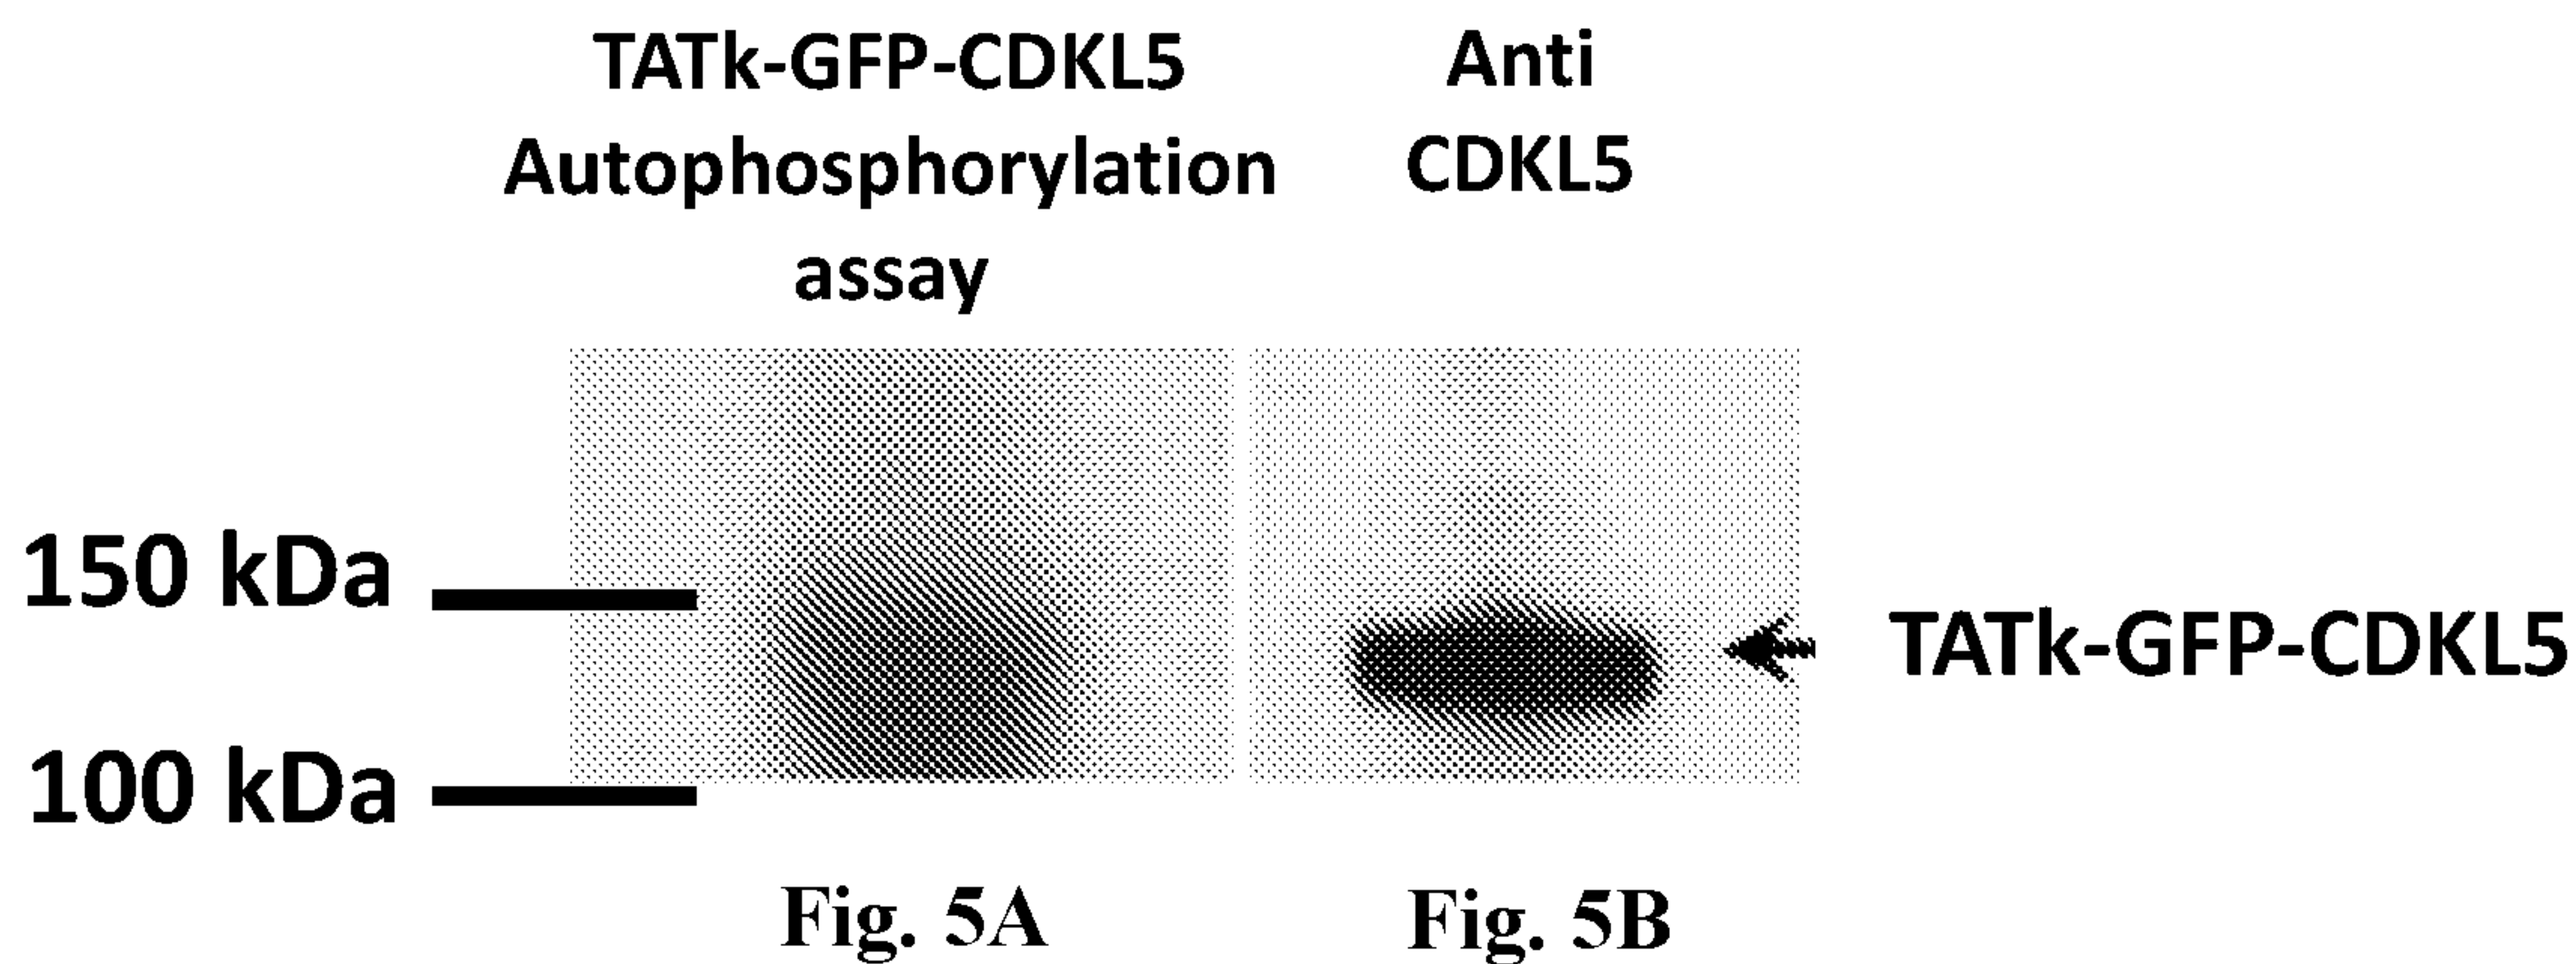 TATk-GFP-CDKL5
Autophosphorylation
assay
Anti
CDKL5
150 kDa
TATk-GFP-CDKL5
100 kDa
Fig. 5A
Fig. 5B